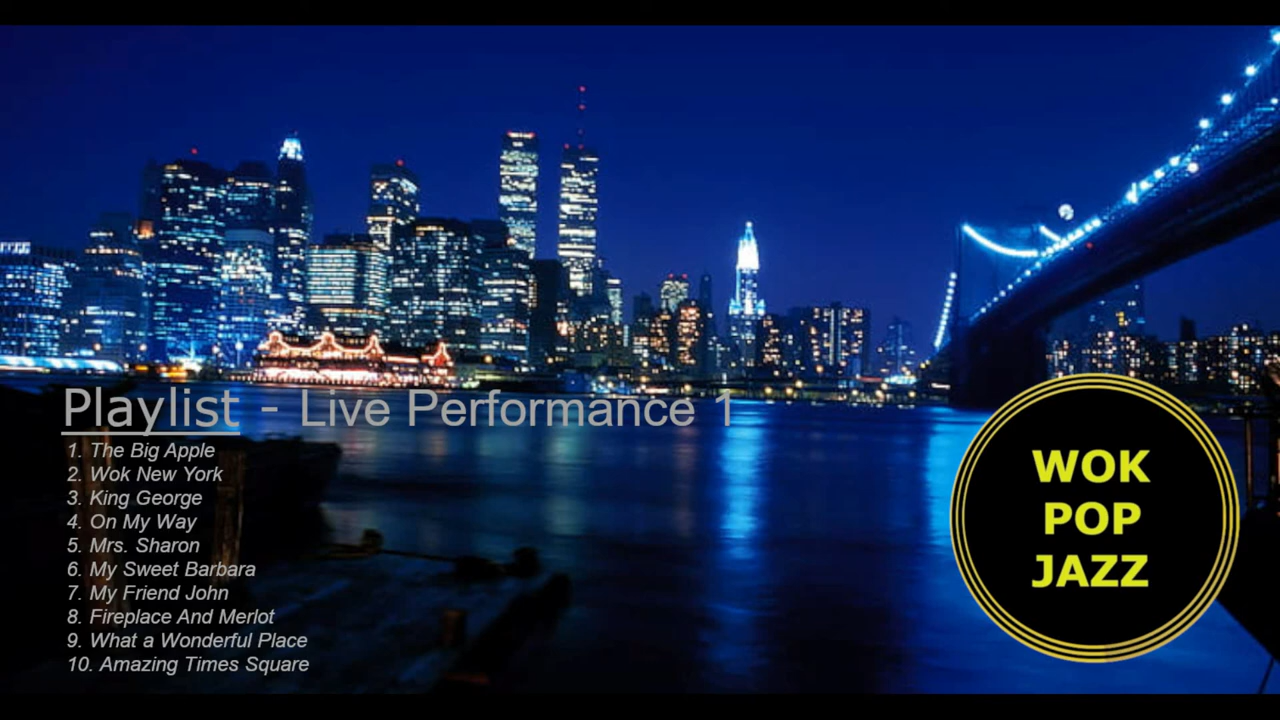 Playlist - Live Performance 1
1. The Big Apple
2. Wok New York
3. King George
4. On My Way
5. Mrs. Sharon
6. My Sweet Barbara
7. My Friend John
8. Fireplace And Merlot
9. What a Wonderful Place
10. Amazing Times Square
WOK
POP
JAZZ